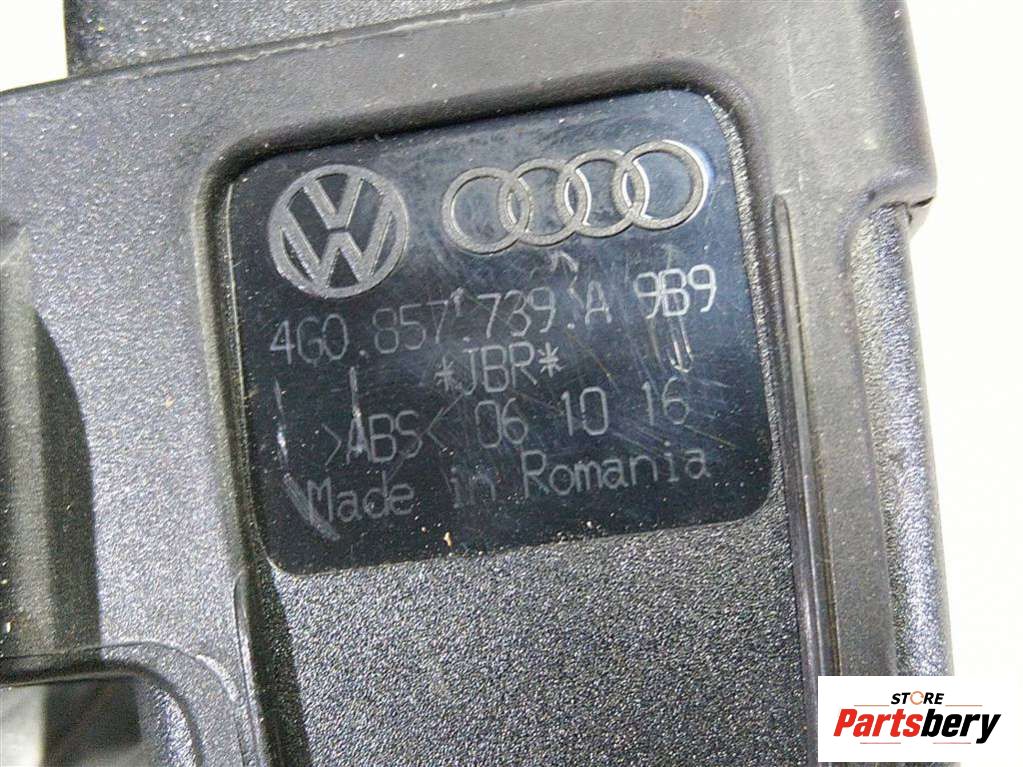 4G0.857.739.A 9B9
*JBR*
>ABS< 06 10 16
Made in Romania
STORE
Partsbery